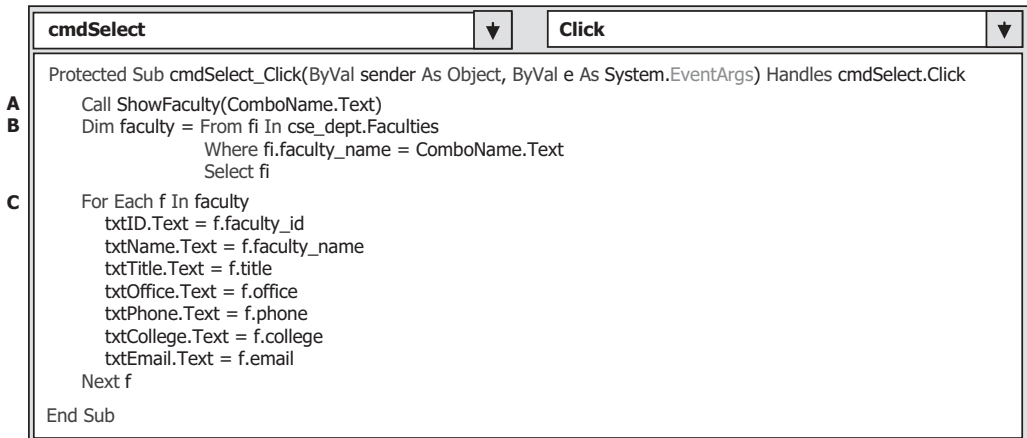 cmdSelect Click
Protected Sub cmdSelect_Click(ByVal sender As Object, ByVal e As System.EventArgs) Handles cmdSelect.Click
A Call ShowFaculty(ComboName.Text)
B Dim faculty = From fi In cse_dept.Faculties
Where fi.faculty_name = ComboName.Text
Select fi
C For Each f In faculty
txtID.Text = f.faculty_id
txtName.Text = f.faculty_name
txtTitle.Text = f.title
txtOffice.Text = f.office
txtPhone.Text = f.phone
txtCollege.Text = f.college
txtEmail.Text = f.email
Next f
End Sub